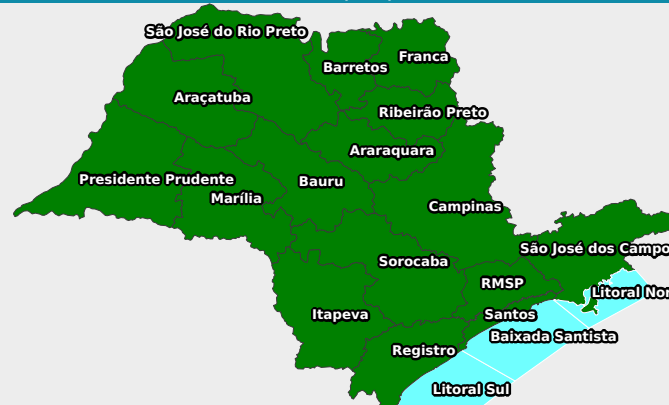 São José do Rio Preto
Franca
Barretos
Araçatuba
Ribeirão Preto
Araraquara
Presidente Prudente
Bauru
Marília
Campinas
São José dos Campo
Sorocaba
RMSP
Litoral Nor
Itapeva
Santos
Baixada Santista
Registro
Litoral Sul